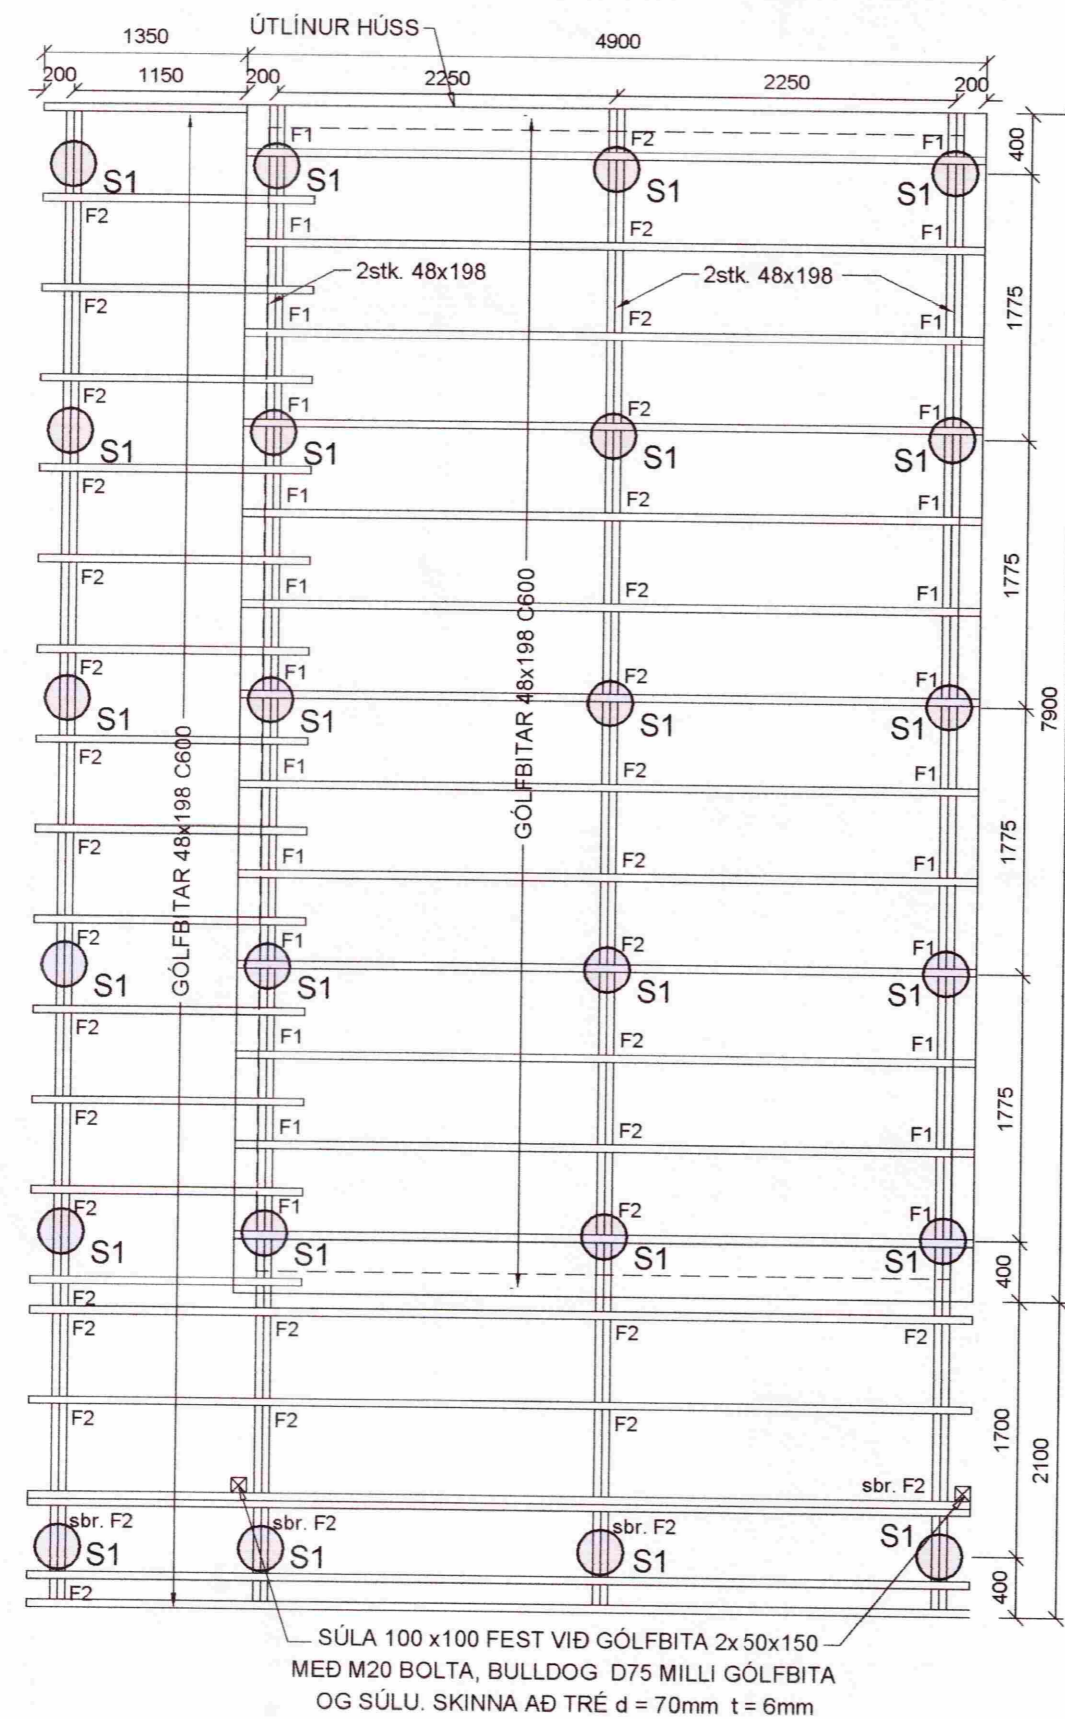 ÚTLÍNUR HÚSS
1350 4900
200 1150 200 2250 2250 200
F1 F2 F1 400
S1 S1 S1 S1
F2
F1 F2 F1
2stk. 48x198 2stk. 48x198
F2
F1 F2 F1 1775
F2
F1 F2 F1
S1 S1 S1 S1
F2
F1 F2 F1
F2
F1 F2 F1 1775
GÓLFBITAR 48x198 C600
F2
F1 F2 F1
S1 S1 S1 S1
7900
GÓLFBITAR 48x198 C600
F2
F1 F2 F1
F2
F1 F2 F1 1775
F2
F1 F2 F1
S1 S1 S1 S1
F2
F1 F2 F1
F2
F1 F2 F1 1775
F2
F1 F2 F1
S1 S1 S1 S1
400
F2
F2 F2 F2 F2
F2 F2 F2
1700
2100
sbr. F2
sbr. F2 sbr. F2 sbr. F2
S1 S1 S1 S1
F2 400
SÚLA 100 x100 FEST VIÐ GÓLFBITA 2x 50x150
MEÐ M20 BOLTA, BULLDOG D75 MILLI GÓLFBITA
OG SÚLU. SKINNA AÐ TRÉ d = 70mm t = 6mm